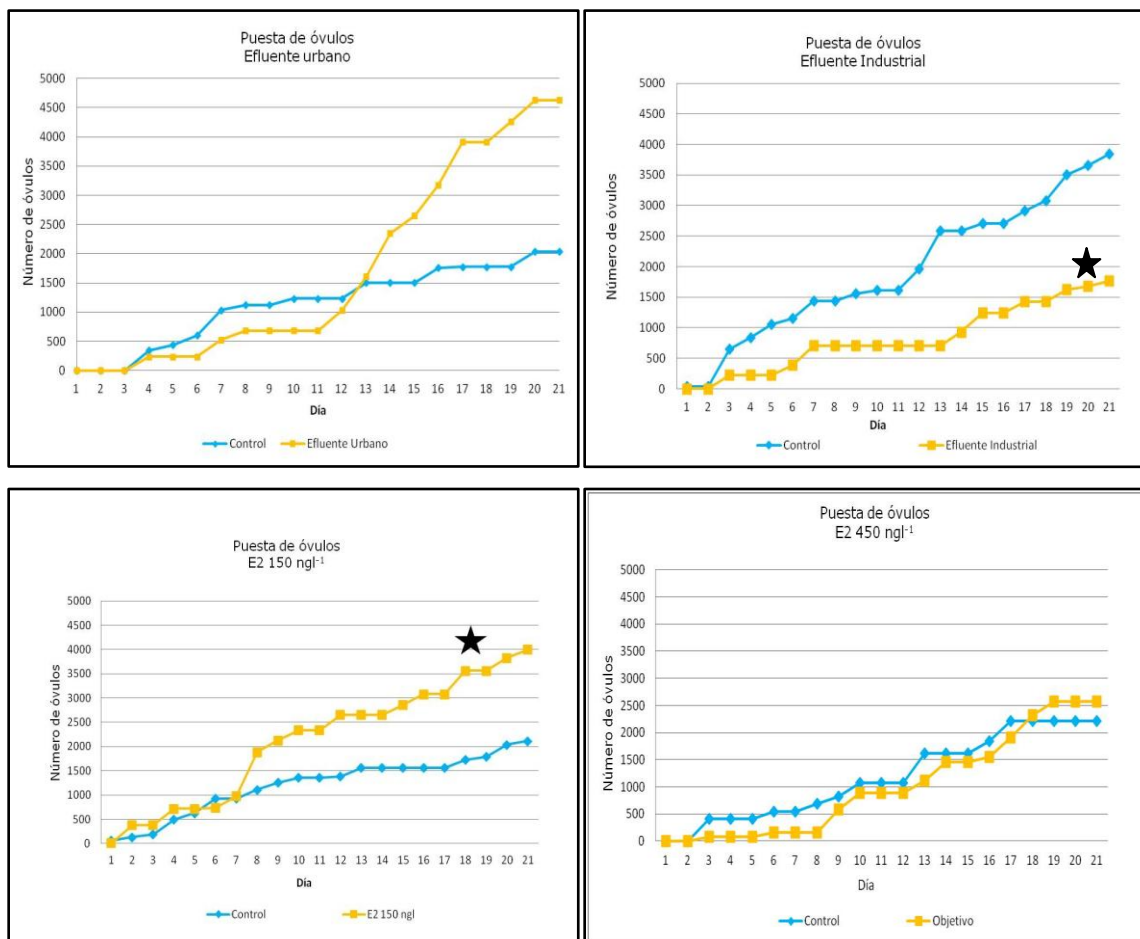 Puesta de óvulos
Efluente urbano
Número de óvulos
5000
4500
4000
3500
3000
2500
2000
1500
1000
500
0
1 2 3 4 5 6 7 8 9 10 11 12 13 14 15 16 17 18 19 20 21
Día
Control Efluente Urbano
Puesta de óvulos
Efluente Industrial
Número de óvulos
5000
4500
4000
3500
3000
2500
2000
1500
1000
500
0
1 2 3 4 5 6 7 8 9 10 11 12 13 14 15 16 17 18 19 20 21
Día
Control Efluente Industrial
Puesta de óvulos
E2 150 ngl⁻¹
Número de óvulos
5000
4500
4000
3500
3000
2500
2000
1500
1000
500
0
1 2 3 4 5 6 7 8 9 10 11 12 13 14 15 16 17 18 19 20 21
Día
Control E2 150 ngl
Puesta de óvulos
E2 450 ngl⁻¹
Número de óvulos
5000
4500
4000
3500
3000
2500
2000
1500
1000
500
0
1 2 3 4 5 6 7 8 9 10 11 12 13 14 15 16 17 18 19 20 21
Día
Control Objetivo